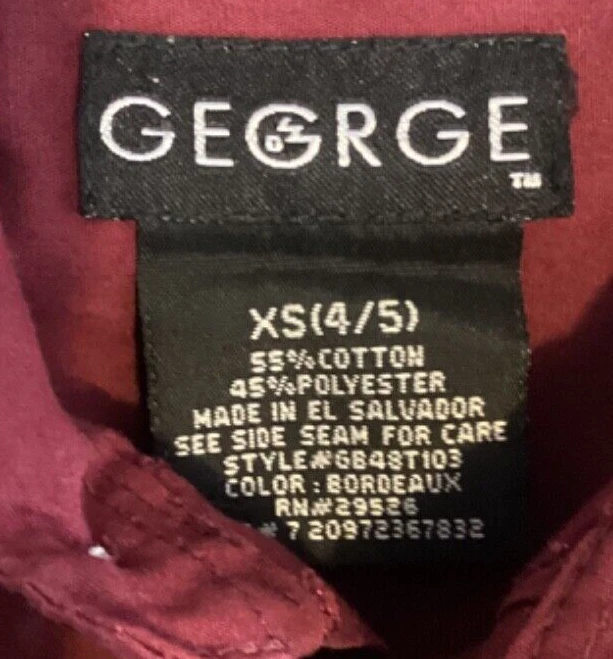 GEORGE
TM
XS(4/5)
55%COTTON
45%POLYESTER
MADE IN EL SALVADOR
SEE SIDE SEAM FOR CARE
STYLE#GB48T103
COLOR:BORDEAUX
RN#29526
# 7 20972367832